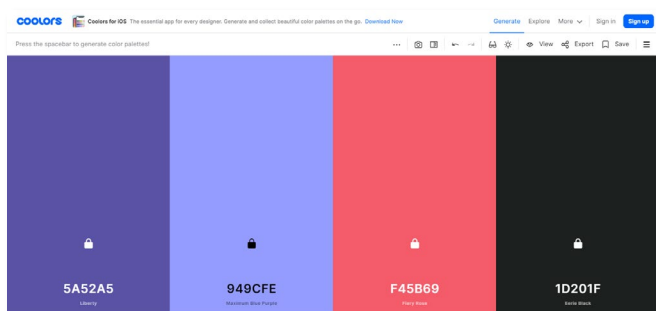 coolors Coolors for iOS The essential app for every designer. Generate and collect beautiful color palettes on the go. Download Now Generate Explore More Sign in Sign up
Press the spacebar to generate color palettes! View Export Save
5A52A5 949CFE F45B69 1D201F
Liberty Maximum Blue Purple Fiery Rose Eerie Black